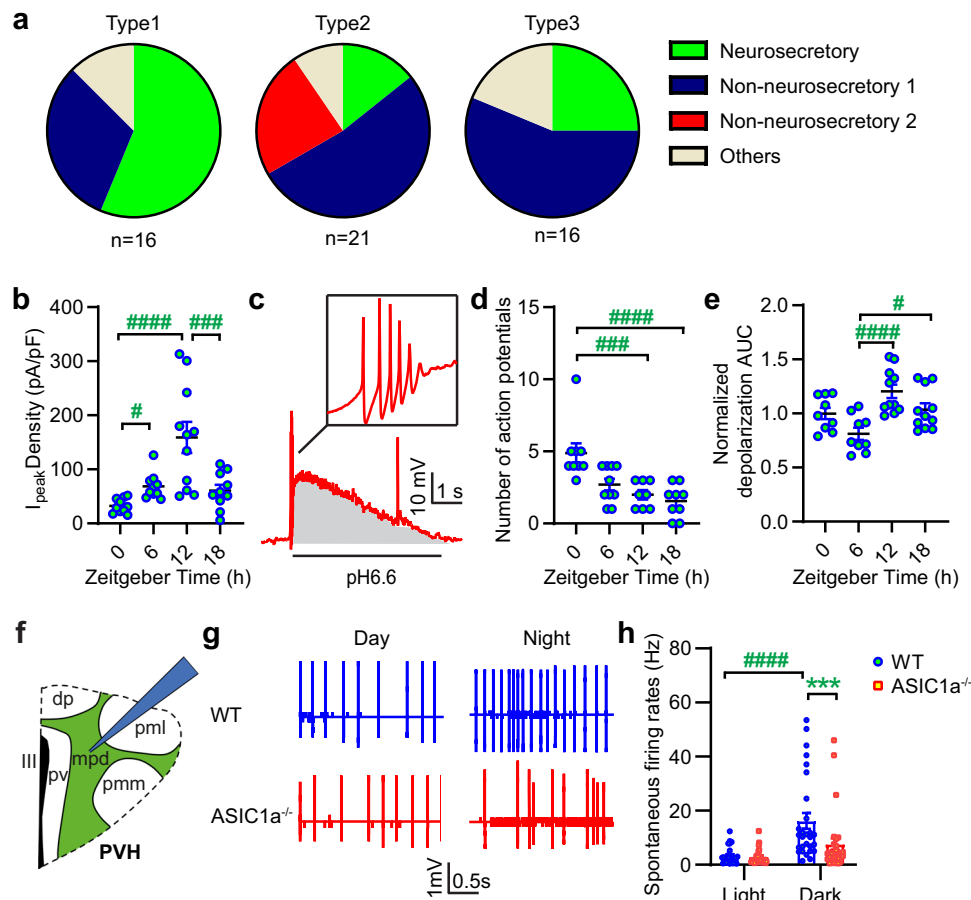 a
Type1
Type2
Type3
n=16
n=21
n=16
Neurosecretory
Non-neurosecretory 1
Non-neurosecretory 2
Others
b
IpeakDensity (pA/pF)
400
300
200
100
0
####
###
#
0 6 12 18
Zeitgeber Time (h)
c
10 mV
1 s
pH6.6
d
Number of action potentials
15
10
5
0
####
###
0 6 12 18
Zeitgeber Time (h)
e
Normalized
depolarization AUC
2.0
1.5
1.0
0.5
0.0
#
####
0 6 12 18
Zeitgeber Time (h)
f
dp
pml
III
pv
mpd
pmm
PVH
g
Day
Night
WT
ASIC1a-/-
1mV
0.5s
h
Spontaneous firing rates (Hz)
80
60
40
20
0
####
***
Light
Dark
WT
ASIC1a-/-